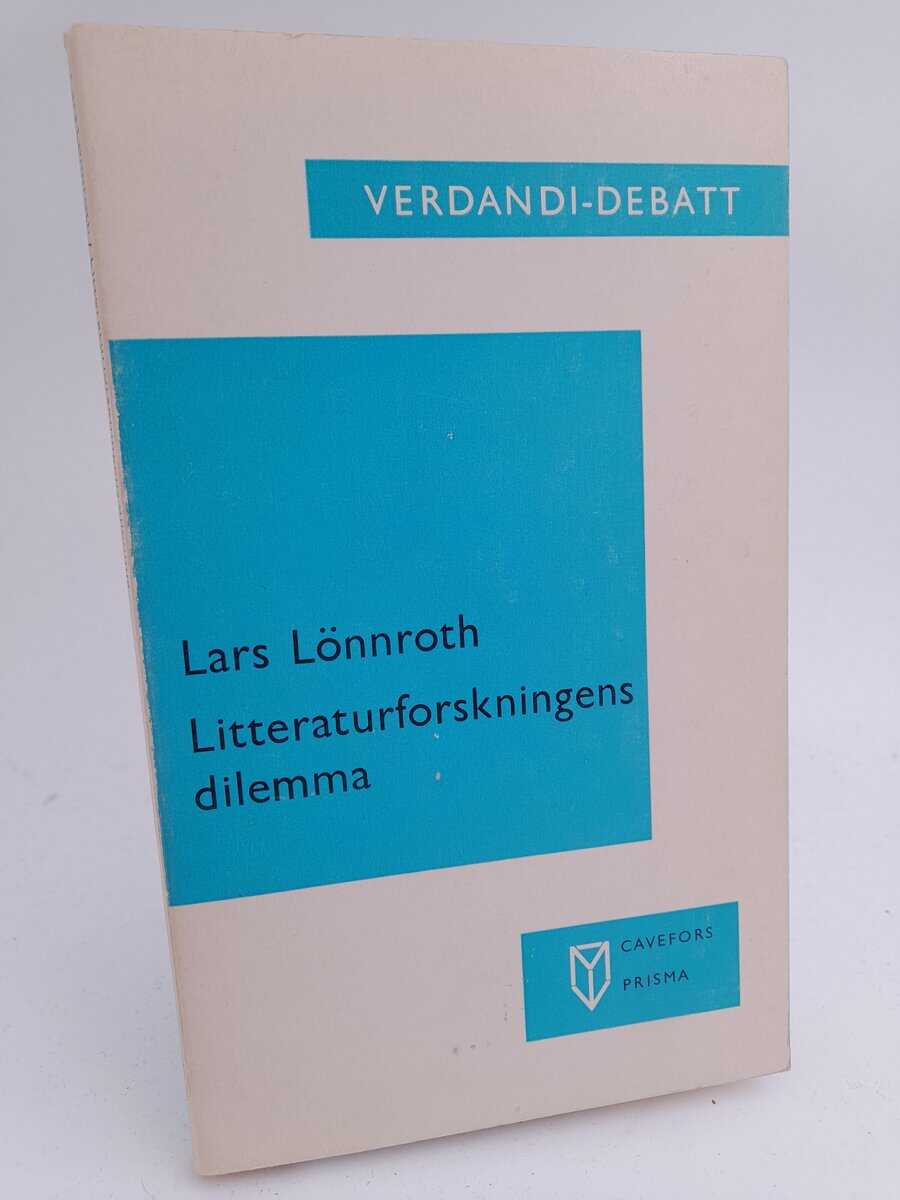 VERDANDI-DEBATT
Lars Lönnroth
Litteraturforskningens
dilemma
CAVEFORS
PRISMA